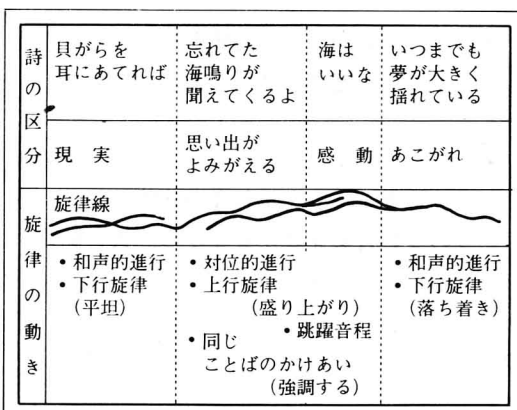 詩の区分
貝がらを
耳にあてれば
忘れてた
海鳴りが
聞えてくるよ
海は
いいな
いつまでも
夢が大きく
揺れている
現実
思い出が
よみがえる
感動
あこがれ
旋律の動き
旋律線
・和声的進行
・下行旋律
(平坦)
・対位的進行
・上行旋律
(盛り上がり)
・跳躍音程
・同じ
ことばのかけあい
(強調する)
・和声的進行
・下行旋律
(落ち着き)